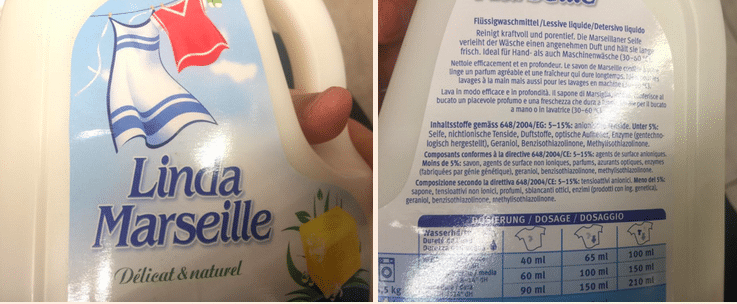 Linda
Marseille
Délicat & naturel
Flüssigwaschmittel / Lessive liquide / Detersivo liquido
Reinigt kraftvoll und porentief. Die Marseillaner Seife
verleiht der Wäsche einen angenehmen Duft und hält sie lange
frisch. Ideal für Hand- als auch Maschinenwäsche (30–60
Nettoie efficacement et en profondeur. Le savon de Marseille
linge un parfum agréable et une fraîcheur qui dure longtemps.
lavages à la main mais aussi pour les lavages en machine
Lava in modo efficace e in profondità, il sapone di Marsiglia, conferisce al
bucato un piacevole profumo e una freschezza che dura per il bucato
a mano o in lavatrice (30–60
Inhaltsstoffe gemäss 648/2004/EG: 5–15%: Tenside. Unter 5%:
Seife, nichtionische Tenside, Duftstoffe, optische Aufheller, Enzyme (gentechno-
logisch hergestellt), Geraniol, Benzisothiazolinone, Methylisothiazolinone.
Composants conformes à la directive 648/2004/CE: 5–15%: agents de surface anioniques.
Moins de 5%: savon, agents de surface non ioniques, parfums, azurants optiques, enzymes
(fabriquées par génie génétique), geraniol, benzisothiazolinone, methylisothiazolinone.
Composizione secondo la direttiva 648/2004/CE: 5–15%: tensioattivi anionici. Meno del 5%:
sapone, tensioattivi non ionici, profumi, sbiancanti ottici, enzimi (prodotti con ing. genetica),
geraniol, benzisothiazolinone, methylisothiazolinone.
DOSIERUNG / DOSAGE / DOSAGGIO
Wasserhärte
Dureté de
40 ml 65 ml 100 ml
media
60 ml 100 ml 150 ml
90 ml 150 ml 210 ml